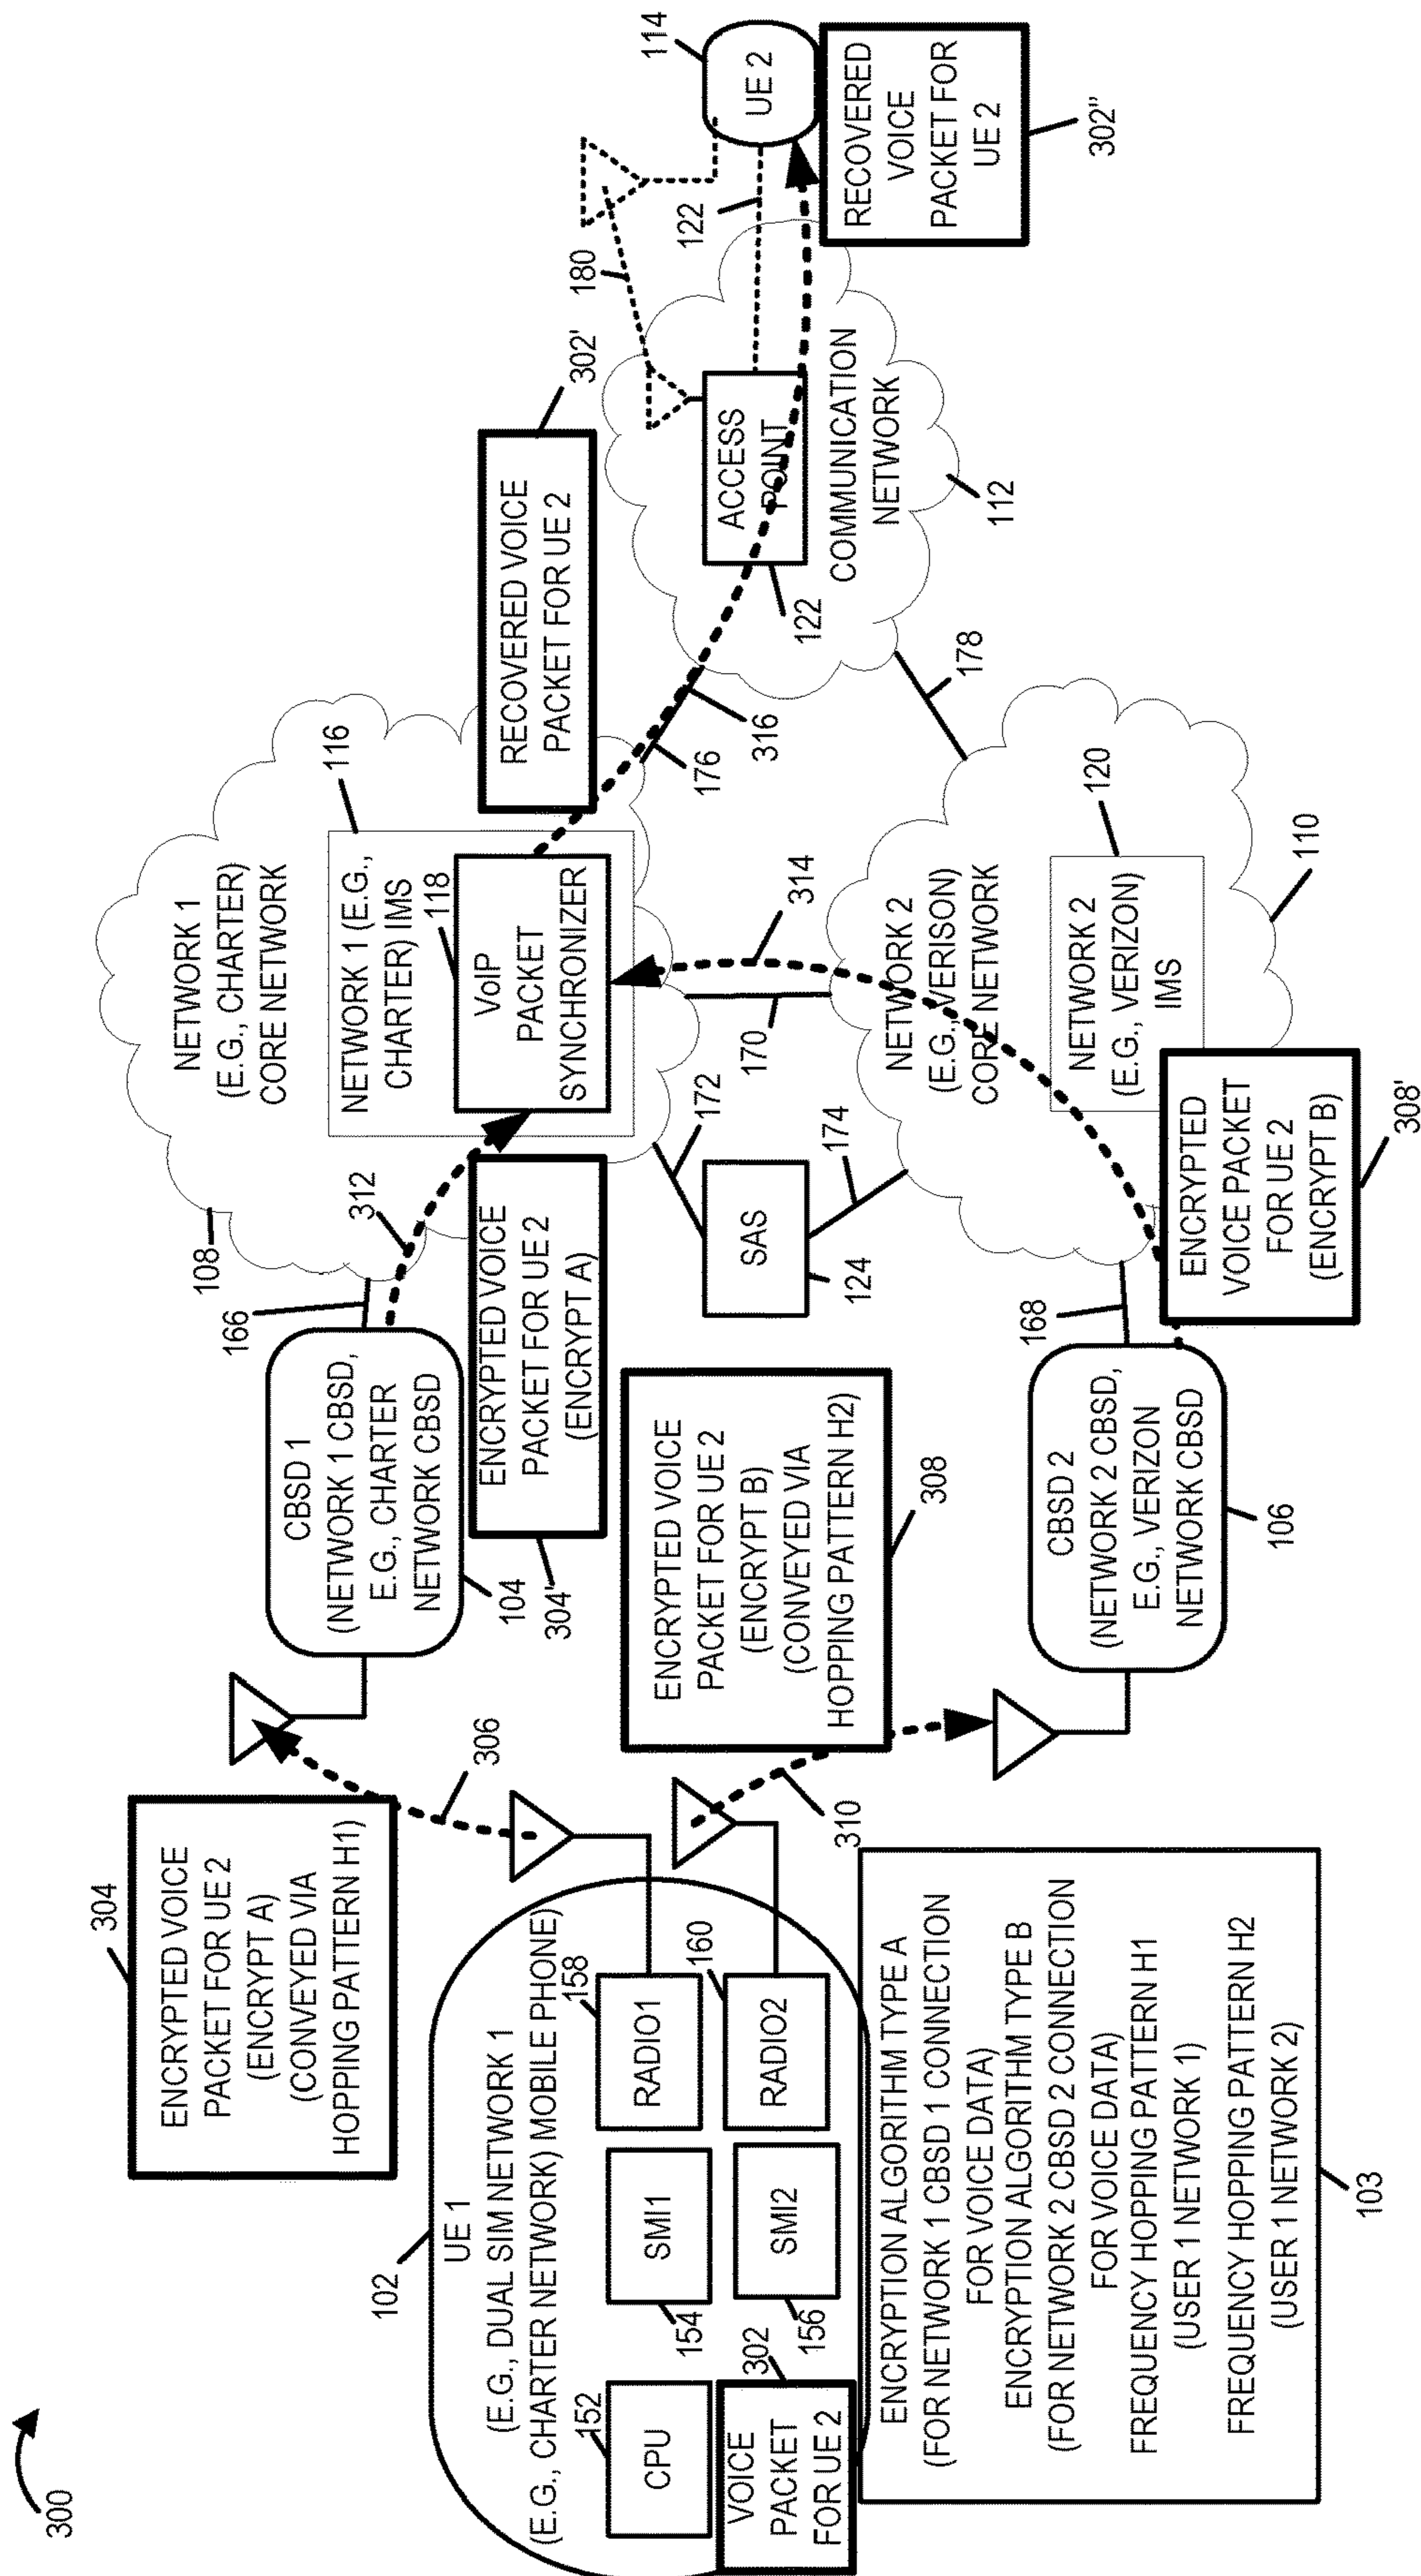 300
304
ENCRYPTED VOICE
PACKET FOR UE 2
(ENCRYPT A)
(CONVEYED VIA
HOPPING PATTERN H1)
102
UE 1
(E.G., DUAL SIM NETWORK 1
(E.G., CHARTER NETWORK) MOBILE PHONE)
152
CPU
154
SMI1
158
RADIO1
302
VOICE
PACKET
FOR UE 2
156
SMI2
160
RADIO2
ENCRYPTION ALGORITHM TYPE A
(FOR NETWORK 1 CBSD 1 CONNECTION
FOR VOICE DATA)
ENCRYPTION ALGORITHM TYPE B
(FOR NETWORK 2 CBSD 2 CONNECTION
FOR VOICE DATA)
FREQUENCY HOPPING PATTERN H1
(USER 1 NETWORK 1)
FREQUENCY HOPPING PATTERN H2
(USER 1 NETWORK 2)
103
306
310
CBSD 1
(NETWORK 1 CBSD,
E.G., CHARTER
NETWORK CBSD
104
304'
ENCRYPTED VOICE
PACKET FOR UE 2
(ENCRYPT A)
ENCRYPTED VOICE
PACKET FOR UE 2
(ENCRYPT B)
(CONVEYED VIA
HOPPING PATTERN H2)
308
CBSD 2
(NETWORK 2 CBSD,
E.G., VERIZON
NETWORK CBSD
106
166
108
312
172
SAS
124
174
168
ENCRYPTED
VOICE PACKET
FOR UE 2
(ENCRYPT B)
308'
NETWORK 1
(E.G., CHARTER)
CORE NETWORK
116
NETWORK 1 (E.G.,
CHARTER) IMS
118
VoIP
PACKET
SYNCHRONIZER
170
314
NETWORK 2
(E.G.,VERISON)
CORE NETWORK
120
NETWORK 2
(E.G., VERIZON)
IMS
110
RECOVERED VOICE
PACKET FOR UE 2
302'
176
316
178
ACCESS
POINT
122
COMMUNICATION
NETWORK
112
180
122
114
UE 2
RECOVERED
VOICE
PACKET FOR
UE 2
302"